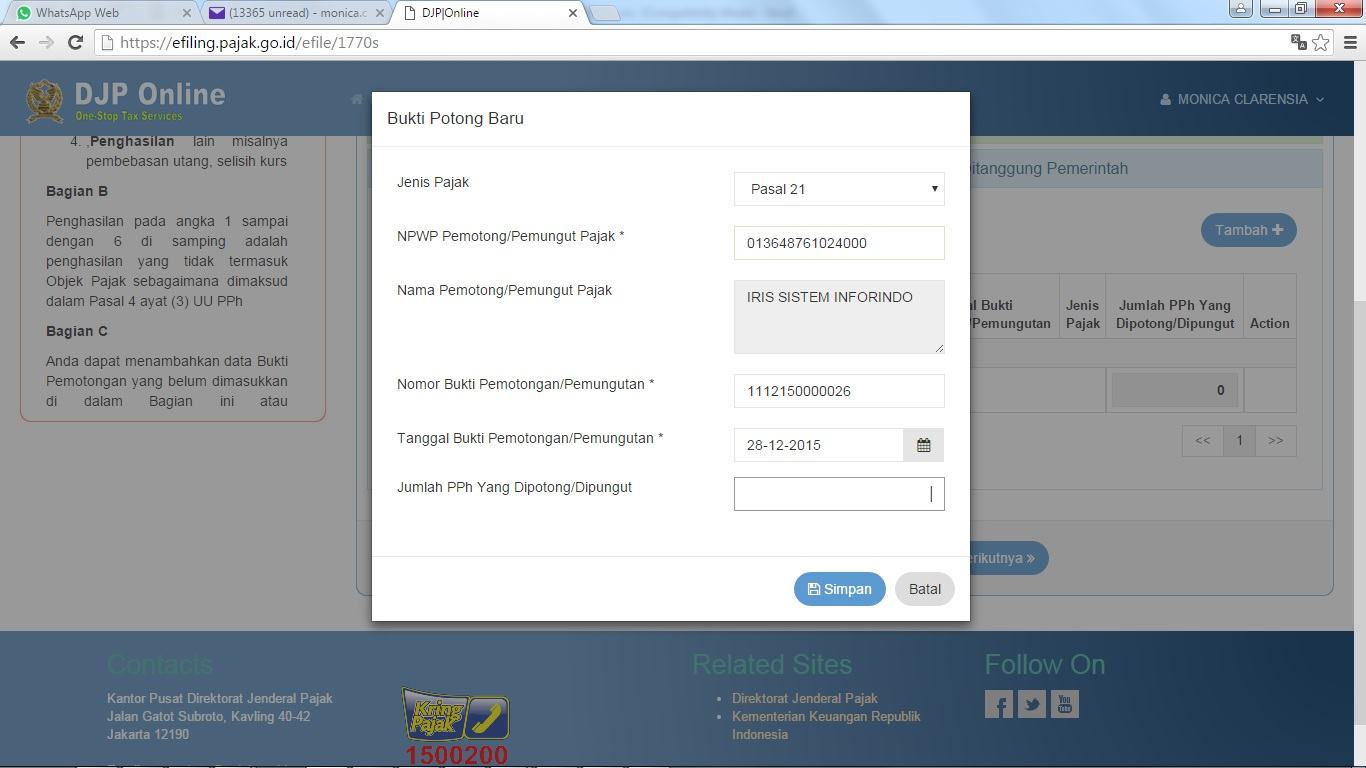 WhatsApp Web
(13365 unread) - monica.c
DJP|Online
https://efiling.pajak.go.id/efile/1770s
DJP Online
One-Stop Tax Services
MONICA CLARENSIA
4. ,Penghasilan lain misalnya
pembebasan utang, selisih kurs
Bagian B
Penghasilan pada angka 1 sampai
dengan 6 di samping adalah
penghasilan yang tidak termasuk
Objek Pajak sebagaimana dimaksud
dalam Pasal 4 ayat (3) UU PPh
Bagian C
Anda dapat menambahkan data Bukti
Pemotongan yang belum dimasukkan
di dalam Bagian ini atau
Bukti Potong Baru
Jenis Pajak
Pasal 21
NPWP Pemotong/Pemungut Pajak *
013648761024000
Nama Pemotong/Pemungut Pajak
IRIS SISTEM INFORINDO
Nomor Bukti Pemotongan/Pemungutan *
1112150000026
Tanggal Bukti Pemotongan/Pemungutan *
28-12-2015
Jumlah PPh Yang Dipotong/Dipungut
Simpan
Batal
itanggung Pemerintah
Tambah
l Bukti
/Pemungutan
Jenis
Pajak
Jumlah PPh Yang
Dipotong/Dipungut
Action
0
<< 1 >>
erikutnya »
Contacts
Kantor Pusat Direktorat Jenderal Pajak
Jalan Gatot Subroto, Kavling 40-42
Jakarta 12190
Kring
Pajak
1500200
Related Sites
• Direktorat Jenderal Pajak
• Kementerian Keuangan Republik
Indonesia
Follow On
You
Tube